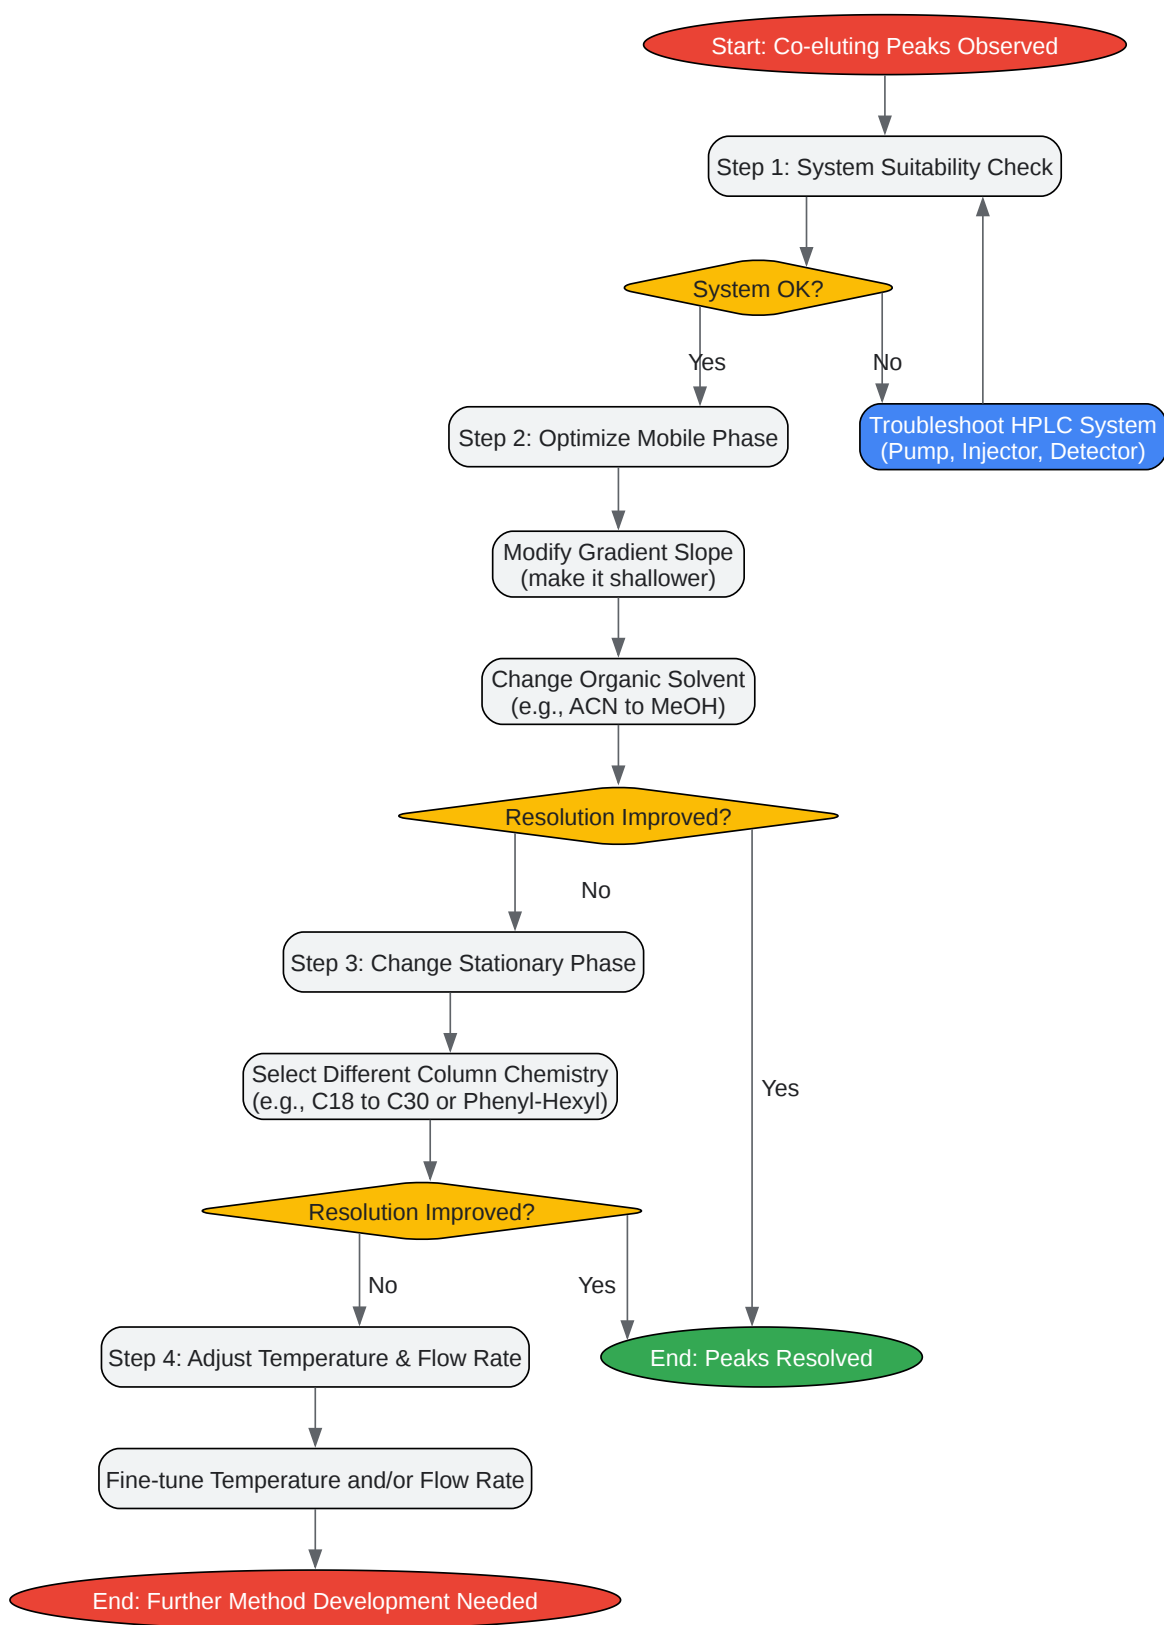 Start: Co-eluting Peaks Observed
Step 1: System Suitability Check
System OK?
Yes
No
Step 2: Optimize Mobile Phase
Troubleshoot HPLC System
(Pump, Injector, Detector)
Modify Gradient Slope
(make it shallower)
Change Organic Solvent
(e.g., ACN to MeOH)
Resolution Improved?
No
Step 3: Change Stationary Phase
Select Different Column Chemistry
(e.g., C18 to C30 or Phenyl-Hexyl)
Yes
Resolution Improved?
No
Yes
Step 4: Adjust Temperature & Flow Rate
End: Peaks Resolved
Fine-tune Temperature and/or Flow Rate
End: Further Method Development Needed